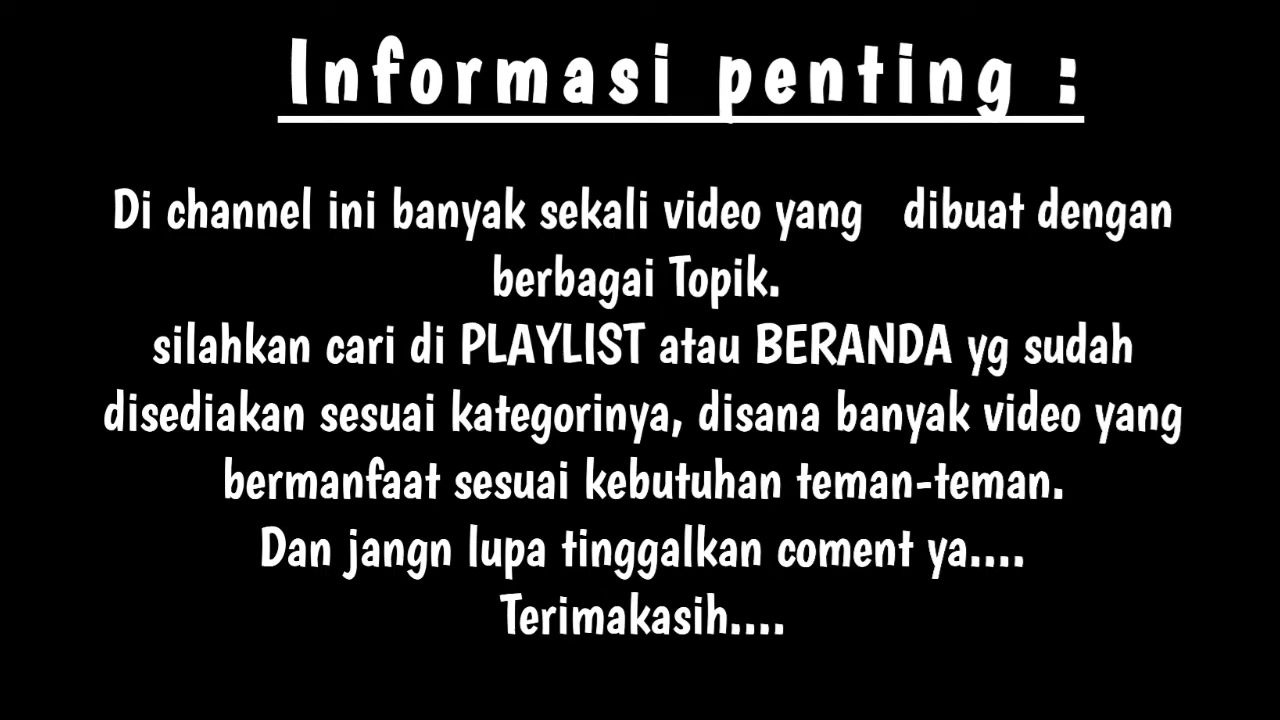 Informasi penting :
Di channel ini banyak sekali video yang dibuat dengan
berbagai Topik.
silahkan cari di PLAYLIST atau BERANDA yg sudah
disediakan sesuai kategorinya, disana banyak video yang
bermanfaat sesuai kebutuhan teman-teman.
Dan jangn lupa tinggalkan coment ya....
Terimakasih....